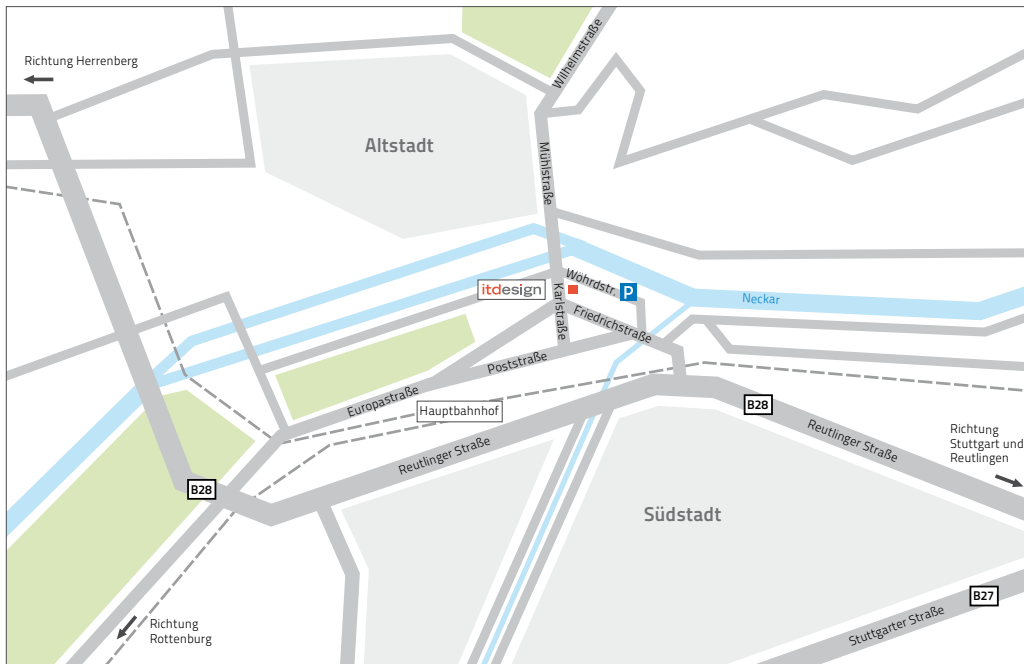 Richtung Herrenberg
Wilhelmstraße
Altstadt
Mühlstraße
Wöhrdstr.
P
itdesign
Karlstraße
Neckar
Friedrichstraße
Poststraße
Europastraße
Hauptbahnhof
B28
Reutlinger Straße
Reutlinger Straße
Richtung
Stuttgart und
Reutlingen
B28
Südstadt
B27
Stuttgarter Straße
Richtung
Rottenburg